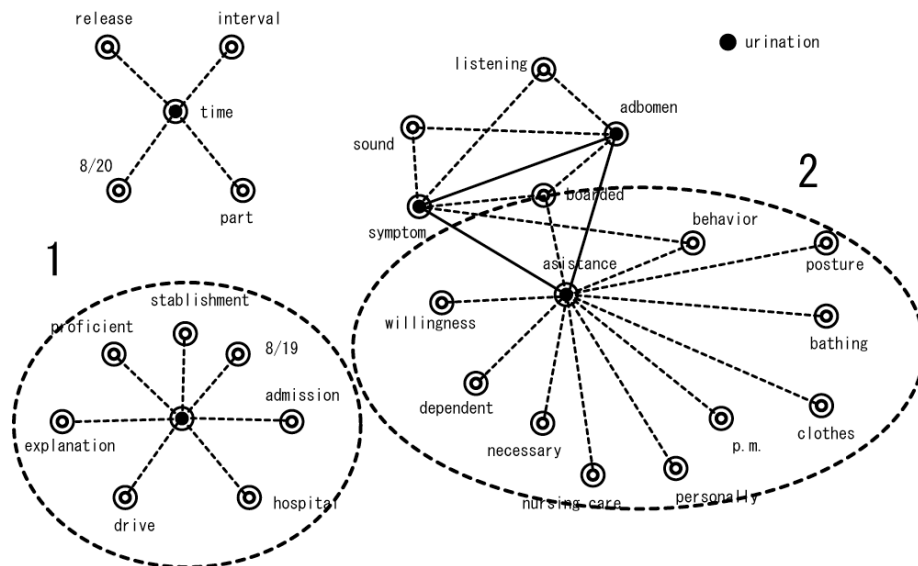 release
interval
urination
listening
time
adbomen
sound
8/20
part
2
boarded
symptom
behavior
1
asistance
posture
stablishment
willingness
proficient
8/19
bathing
admission
dependent
explanation
clothes
necessary
p.m.
drive
hospital
nursing care
personally